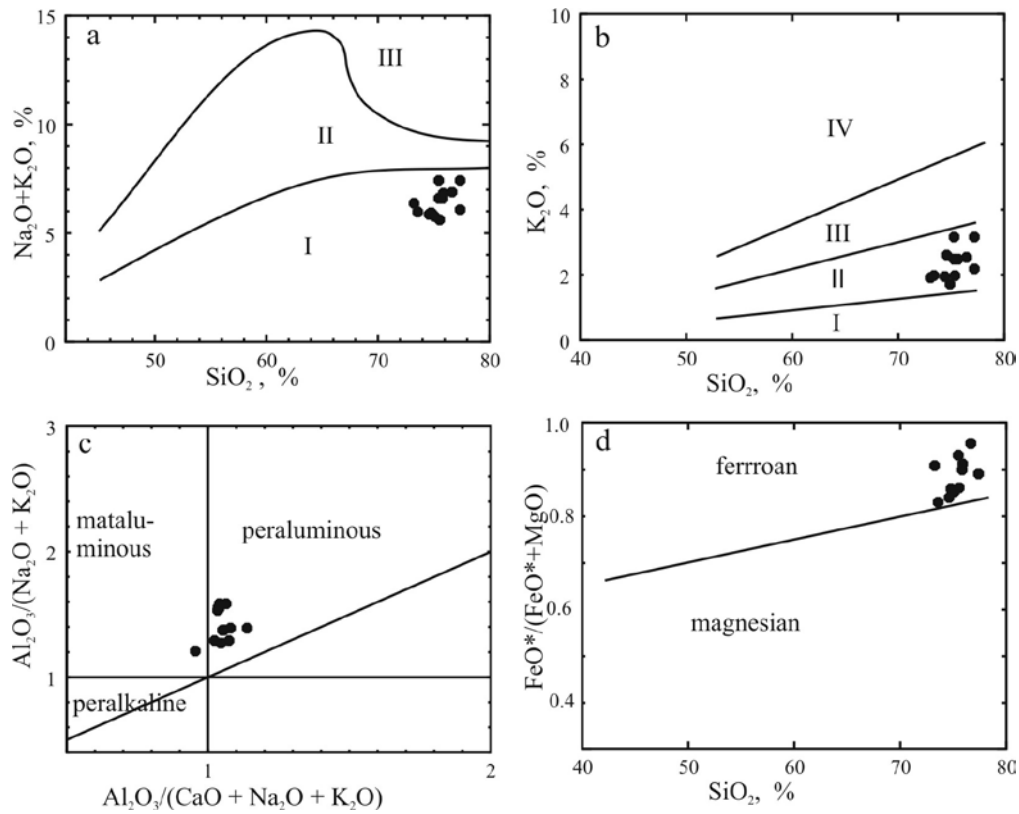 a
15
10
5
0
Na₂O+K₂O, %
III
II
I
50
60
70
80
SiO₂ , %
b
10
8
6
4
2
0
K₂O, %
IV
III
II
I
40
50
60
70
80
SiO₂, %
c
3
2
1
Al₂O₃/(Na₂O + K₂O)
matalu-
minous
peraluminous
peralkaline
1
2
Al₂O₃/(CaO + Na₂O + K₂O)
d
1.0
0.8
0.6
0.4
FeO*/(FeO*+MgO)
ferrroan
magnesian
40
50
60
70
80
SiO₂, %